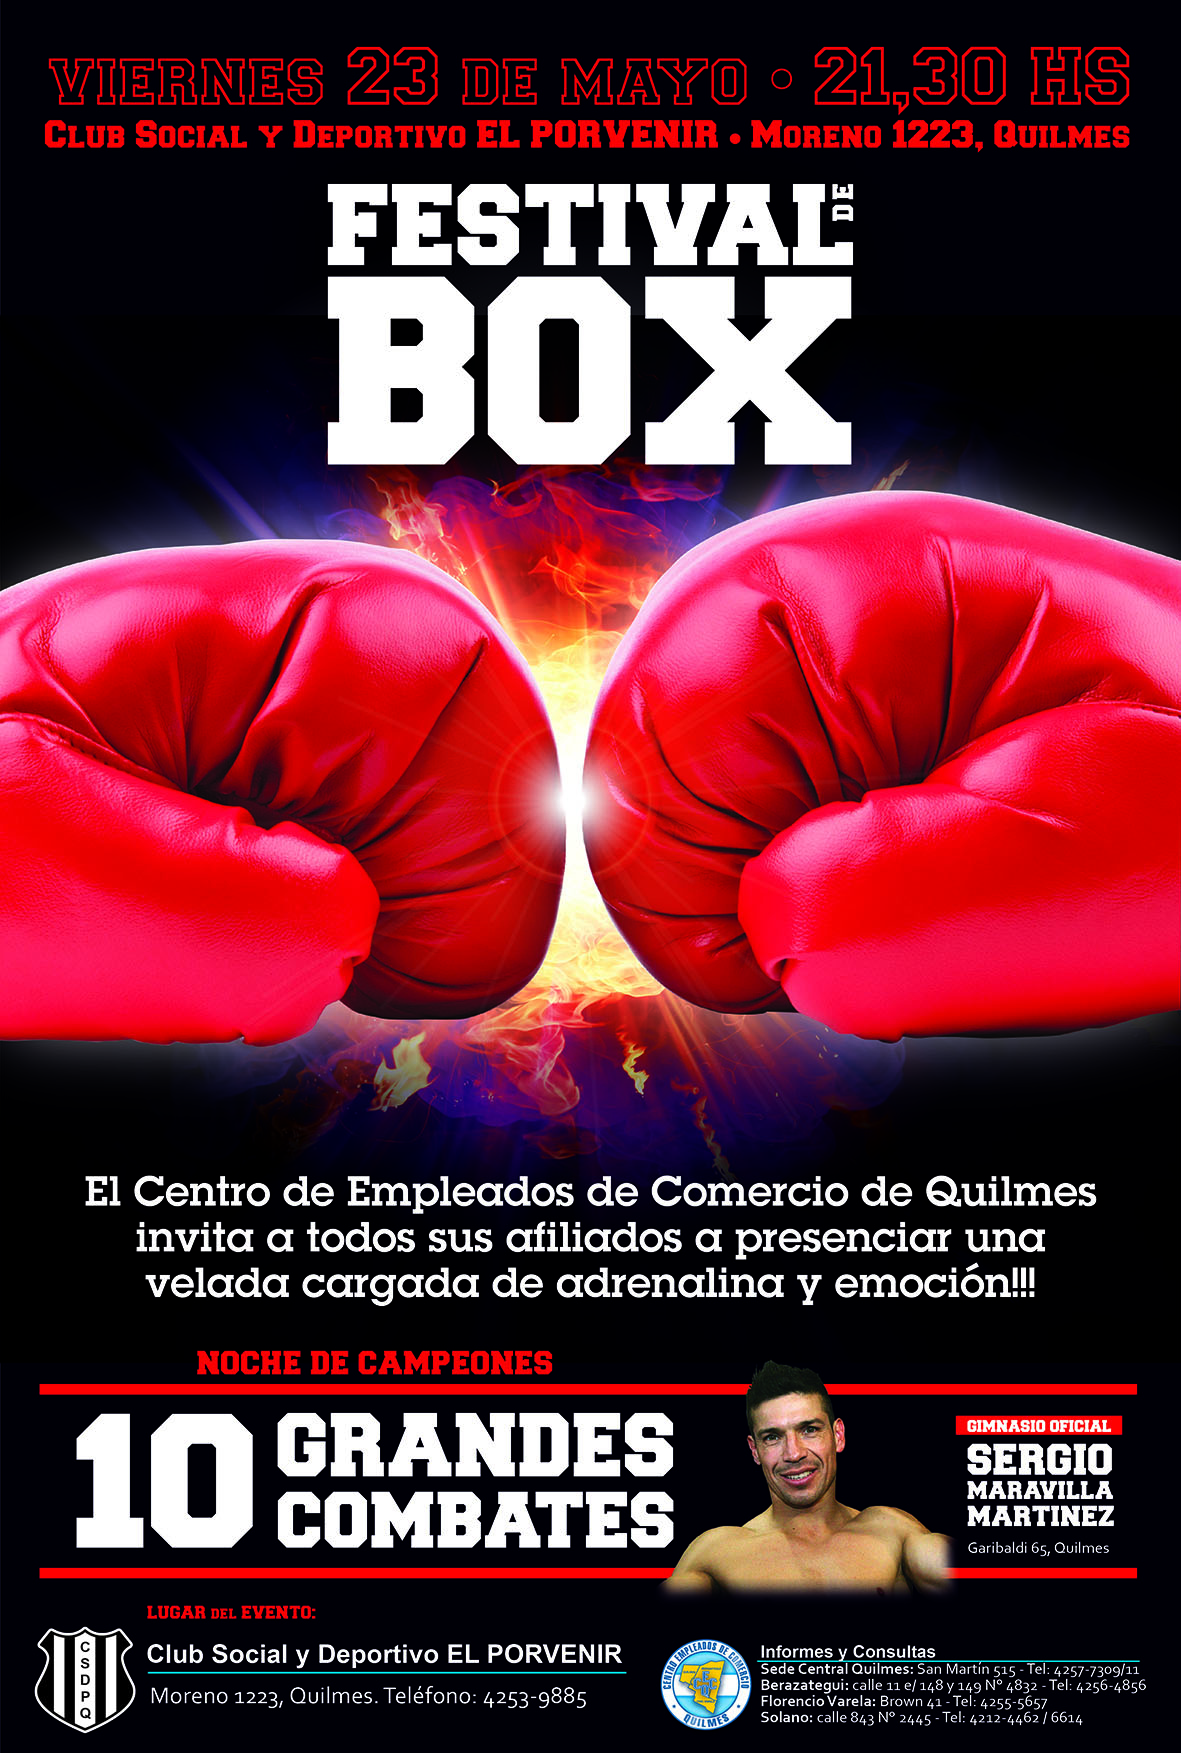 VIERNES 23 DE MAYO • 21,30 HS
CLUB SOCIAL Y DEPORTIVO EL PORVENIR • MORENO 1223, QUILMES
FESTIVAL DE
BOX
El Centro de Empleados de Comercio de Quilmes
invita a todos sus afiliados a presenciar una
velada cargada de adrenalina y emoción!!!
NOCHE DE CAMPEONES
10 GRANDES
COMBATES
GIMNASIO OFICIAL
SERGIO
MARAVILLA
MARTINEZ
Garibaldi 65, Quilmes
LUGAR DEL EVENTO:
CSDPQ
Club Social y Deportivo EL PORVENIR
Moreno 1223, Quilmes. Teléfono: 4253-9885
CENTRO EMPLEADOS DE COMERCIO
• QUILMES •
Informes y Consultas
Sede Central Quilmes: San Martín 515 - Tel: 4257-7309/11
Berazategui: calle 11 e/ 148 y 149 Nº 4832 - Tel: 4256-4856
Florencio Varela: Brown 41 - Tel: 4255-5657
Solano: calle 843 Nº 2445 - Tel: 4212-4462 / 6614